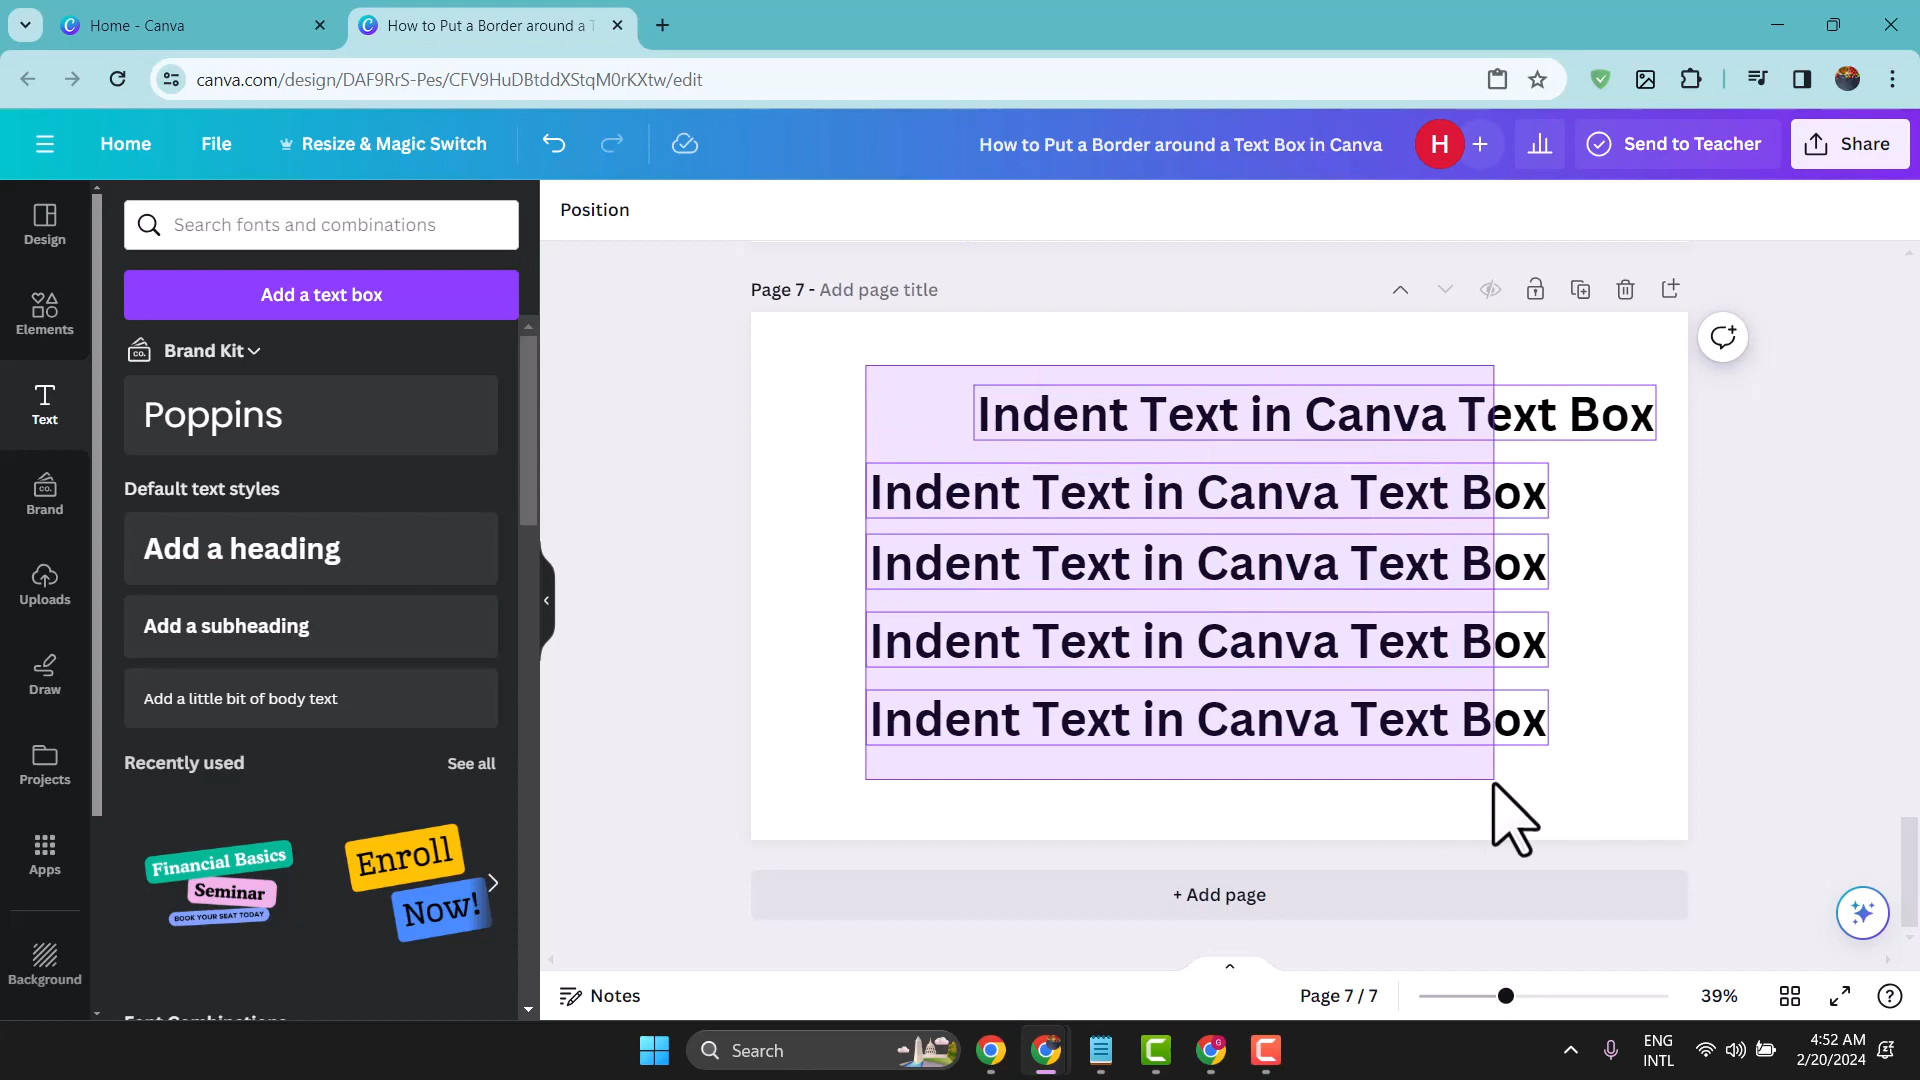 Home - Canva
How to Put a Border around a T
canva.com/design/DAF9RrS-Pes/CFV9HuDBtddXStqM0rKXtw/edit
Home
File
Resize & Magic Switch
How to Put a Border around a Text Box in Canva
H
Send to Teacher
Share
Design
Elements
Text
Brand
Uploads
Draw
Projects
Apps
Background
Search fonts and combinations
Add a text box
Brand Kit
Poppins
Default text styles
Add a heading
Add a subheading
Add a little bit of body text
Recently used
See all
Financial Basics
Seminar
BOOK YOUR SEAT TODAY
Enroll
Now!
Position
Page 7 - Add page title
Indent Text in Canva Text Box
Indent Text in Canva Text Box
Indent Text in Canva Text Box
Indent Text in Canva Text Box
Indent Text in Canva Text Box
+ Add page
Notes
Page 7 / 7
39%
Search
ENG
INTL
4:52 AM
2/20/2024